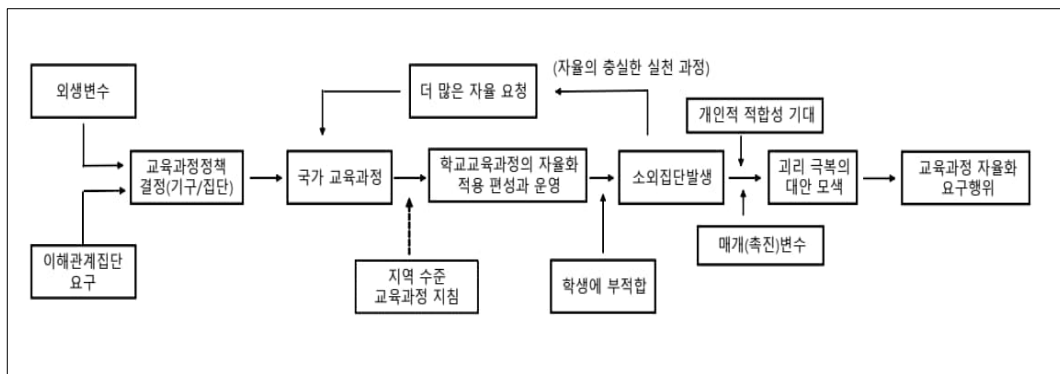 (자율의 충실한 실천 과정)
외생변수
더 많은 자율 요청
개인적 적합성 기대
교육과정정책
결정(기구/집단)
국가 교육과정
학교교육과정의 자율화
적용 편성과 운영
소외집단발생
괴리 극복의
대안 모색
교육과정 자율화
요구행위
매개(촉진)변수
이해관계집단
요구
지역 수준
교육과정 지침
학생에 부적합